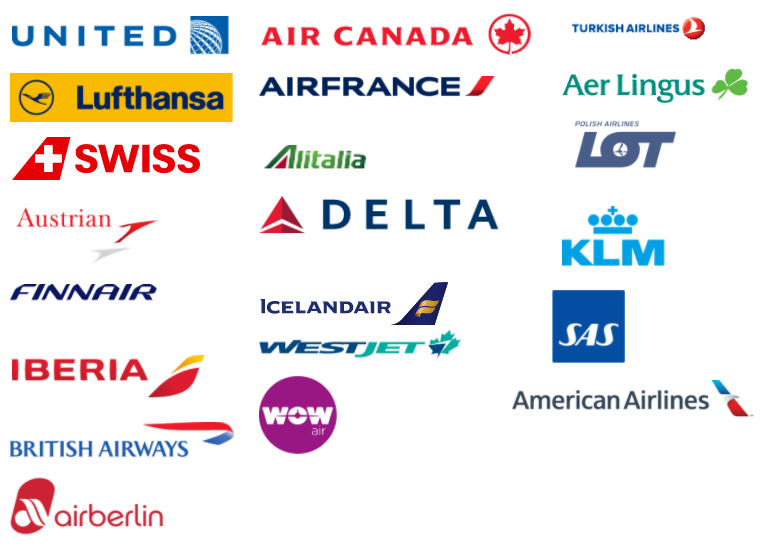 UNITED
AIR CANADA
TURKISH AIRLINES
Lufthansa
AIRFRANCE
Aer Lingus
SWISS
Alitalia
POLISH AIRLINES
LOT
Austrian
DELTA
KLM
FINNAIR
ICELANDAIR
WESTJET
SAS
IBERIA
WOW
air
American Airlines
BRITISH AIRWAYS
airberlin